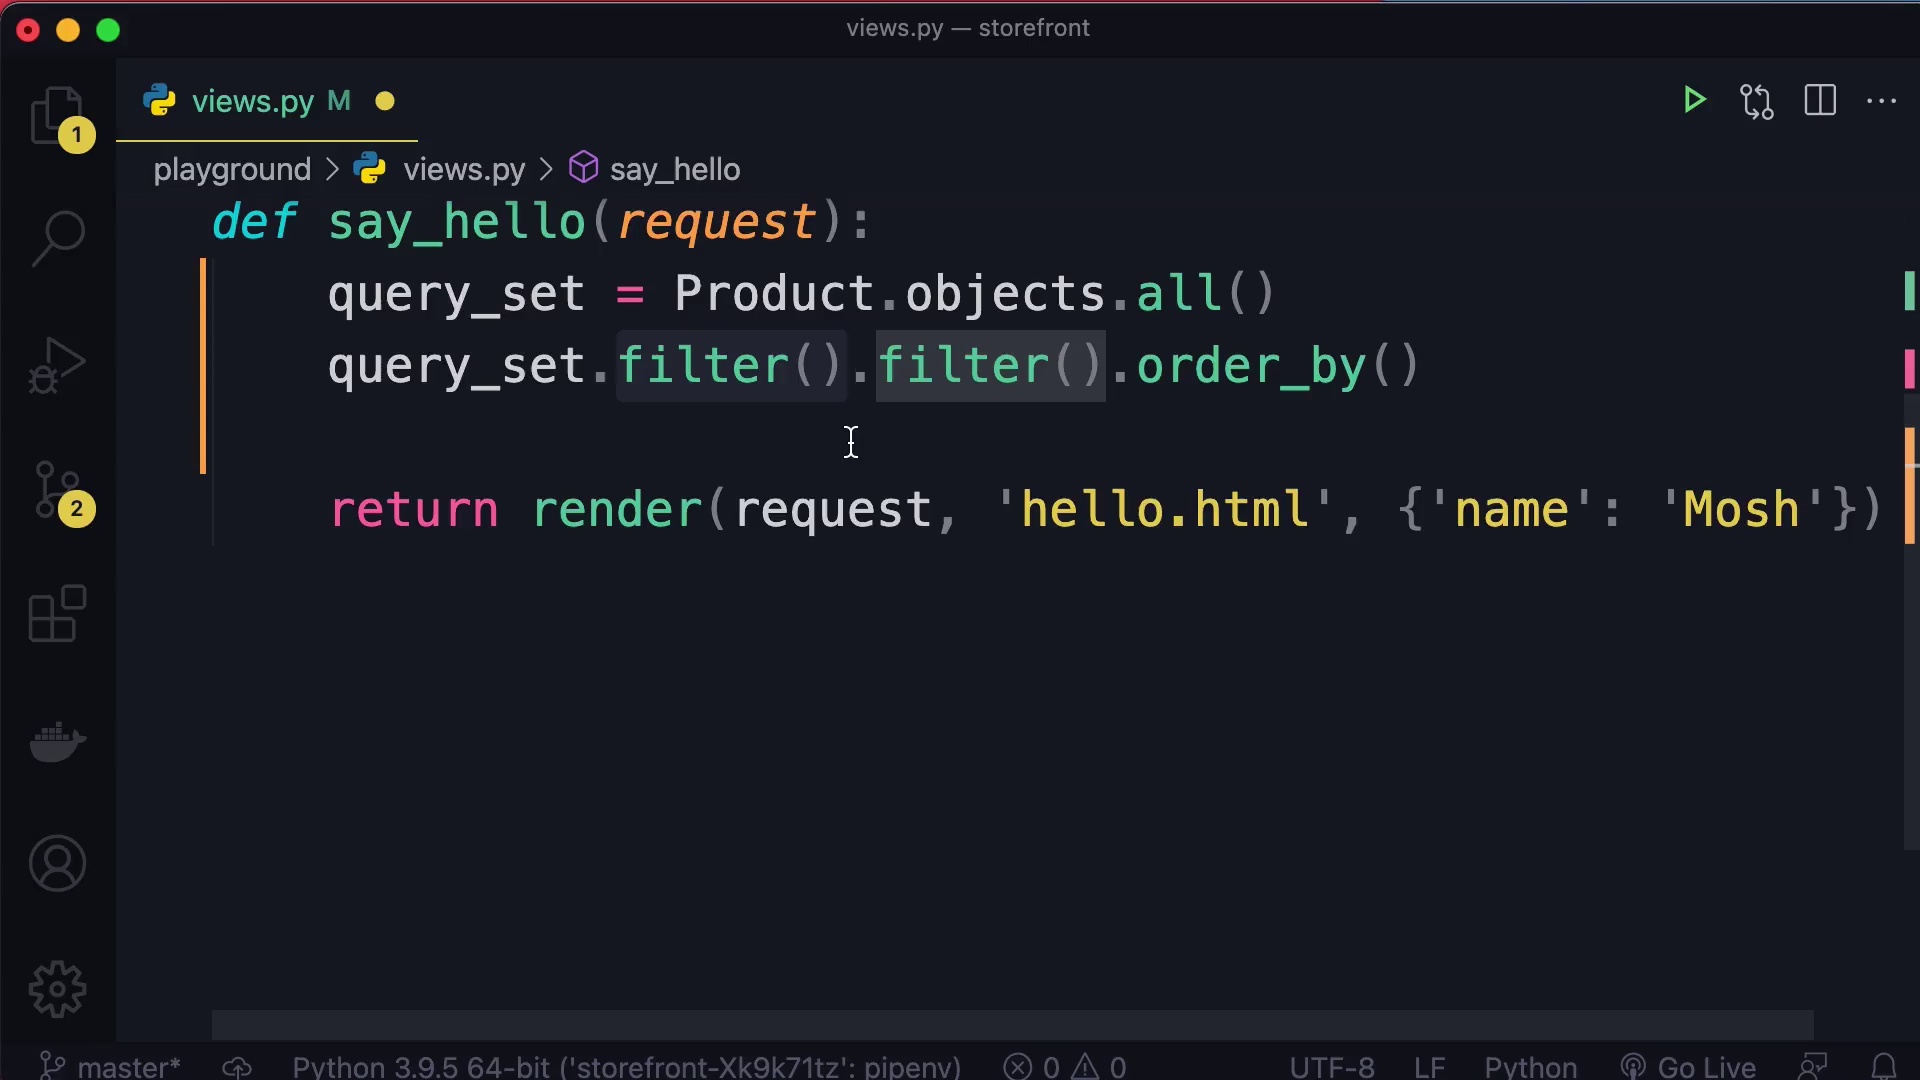 views.py — storefront
views.py M
1
playground > views.py > say_hello
def say_hello(request):
query_set = Product.objects.all()
query_set.filter().filter().order_by()
return render(request, 'hello.html', {'name': 'Mosh'})
2
master* Python 3.9.5 64-bit ('storefront-Xk9k71tz': pipenv) 0 0 UTF-8 LF Python Go Live